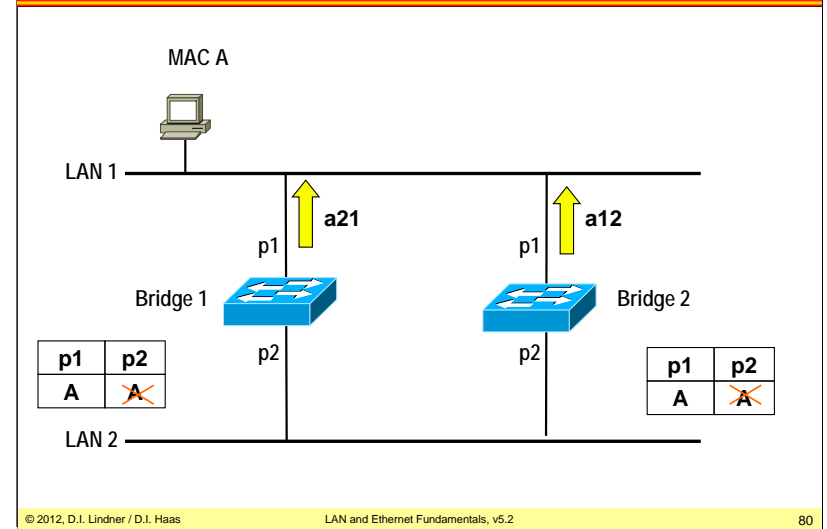 MAC A
LAN 1
a21
a12
p1
p1
Bridge 1
Bridge 2
p2
p2
p1 p2
A A
p1 p2
A A
LAN 2
© 2012, D.I. Lindner / D.I. Haas LAN and Ethernet Fundamentals, v5.2 80